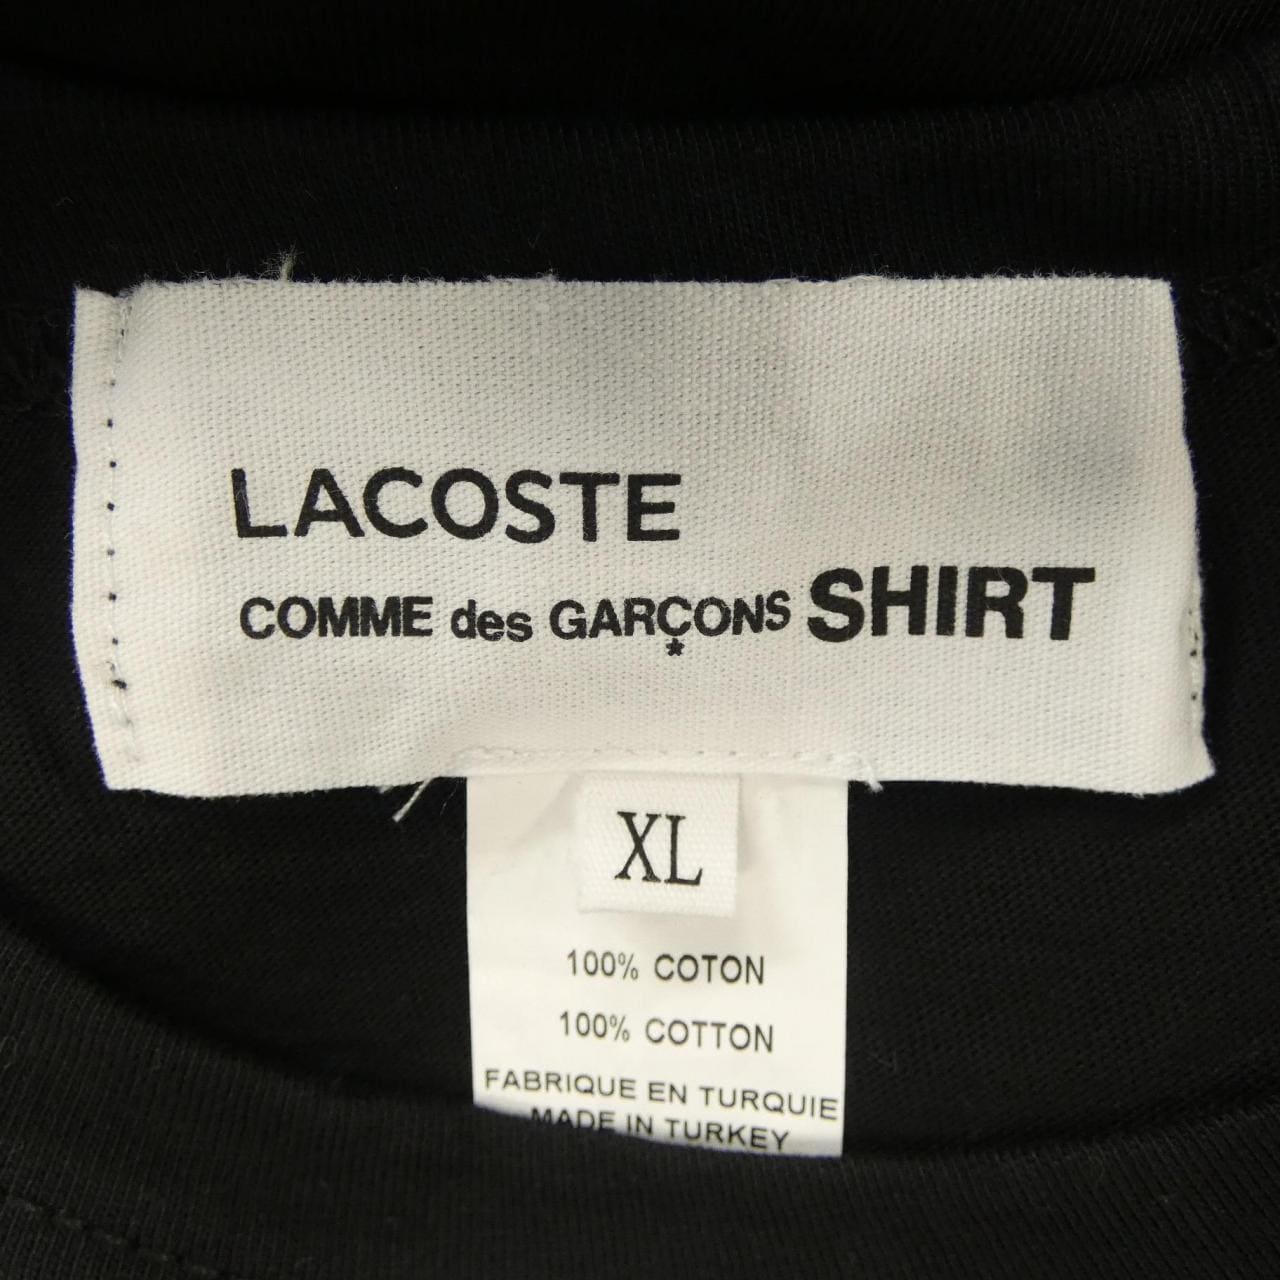 LACOSTE
COMME des GARÇONS SHIRT
XL
100% COTON
100% COTTON
FABRIQUE EN TURQUIE
MADE IN TURKEY